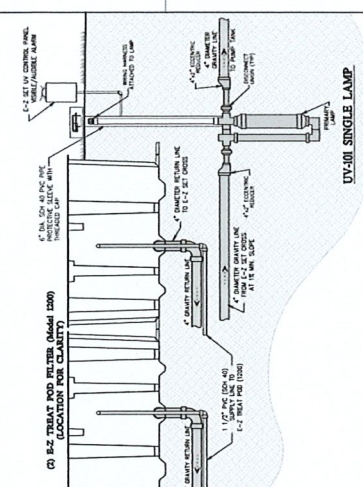 E-Z SET UV CONTROL PANEL
VISIBLE/AUDIBLE ALARM
WIRING HARNESS
ATTACHED TO LAMP
6" DIA. SCH 40 PVC PIPE
PROTECTIVE SLEEVE WITH
THREADED CAP
(2) E-Z TREAT POD FILTER (Model 1200)
(LOCATION FOR CLARITY)
4" DIAMETER RETURN LINE
TO E-Z SET CROSS
4"x2" ECCENTRIC
REDUCER
4" DIAMETER
GRAVITY LINE
TO PUMP TANK
DISCONNECT
UNION (TYP)
PRIMARY
LAMP
UV-101 SINGLE LAMP
4"x2" ECCENTRIC
REDUCER
4" DIAMETER GRAVITY LINE
FROM E-Z SET CROSS
AT 1% MIN. SLOPE
4" GRAVITY RETURN LINE
1 1/2" PVC (SCH 40)
SUPPLY LINE TO
E-Z TREAT POD (1200)
GRAVITY RETURN LINE